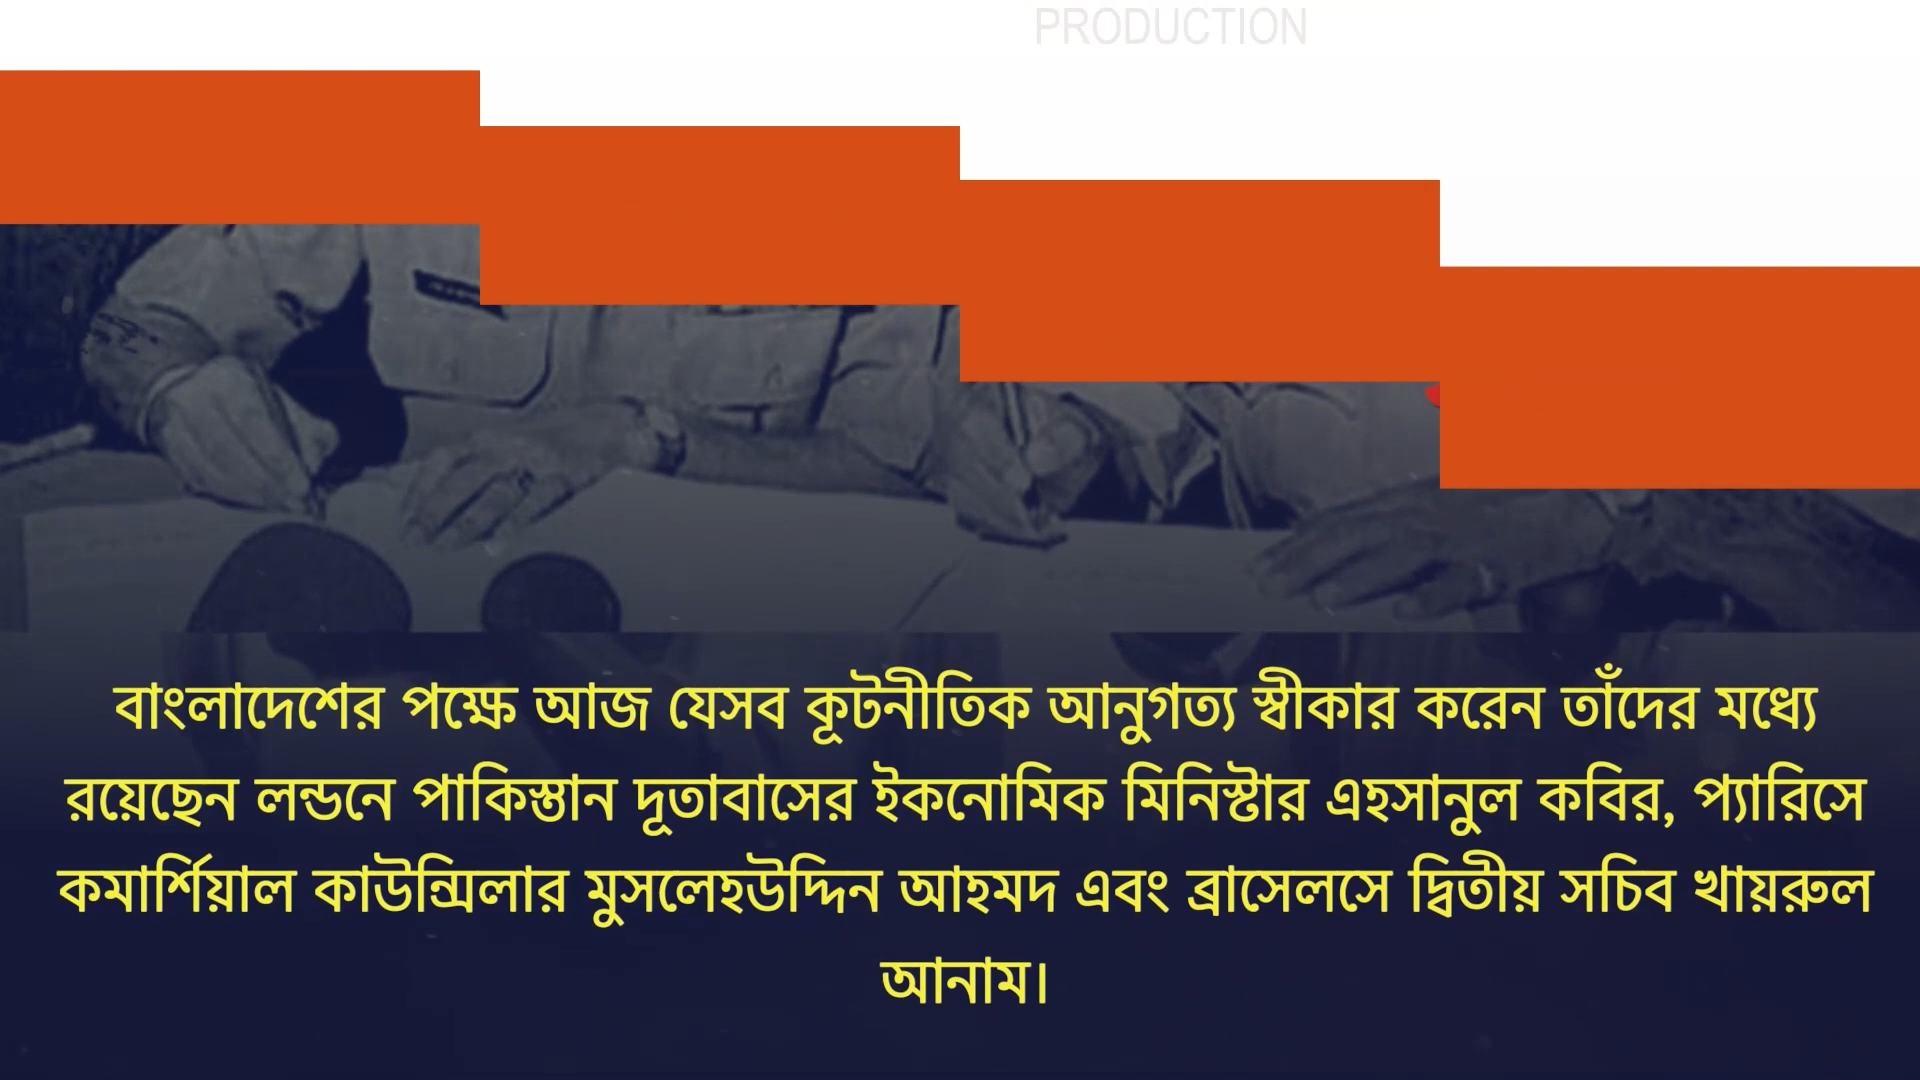 PRODUCTION
বাংলাদেশের পক্ষে আজ যেসব কূটনীতিক আনুগত্য স্বীকার করেন তাঁদের মধ্যে
রয়েছেন লন্ডনে পাকিস্তান দূতাবাসের ইকনোমিক মিনিস্টার এহসানুল কবির, প্যারিসে
কমার্শিয়াল কাউন্সিলার মুসলেহউদ্দিন আহমদ এবং ব্রাসেলসে দ্বিতীয় সচিব খায়রুল
আনাম।